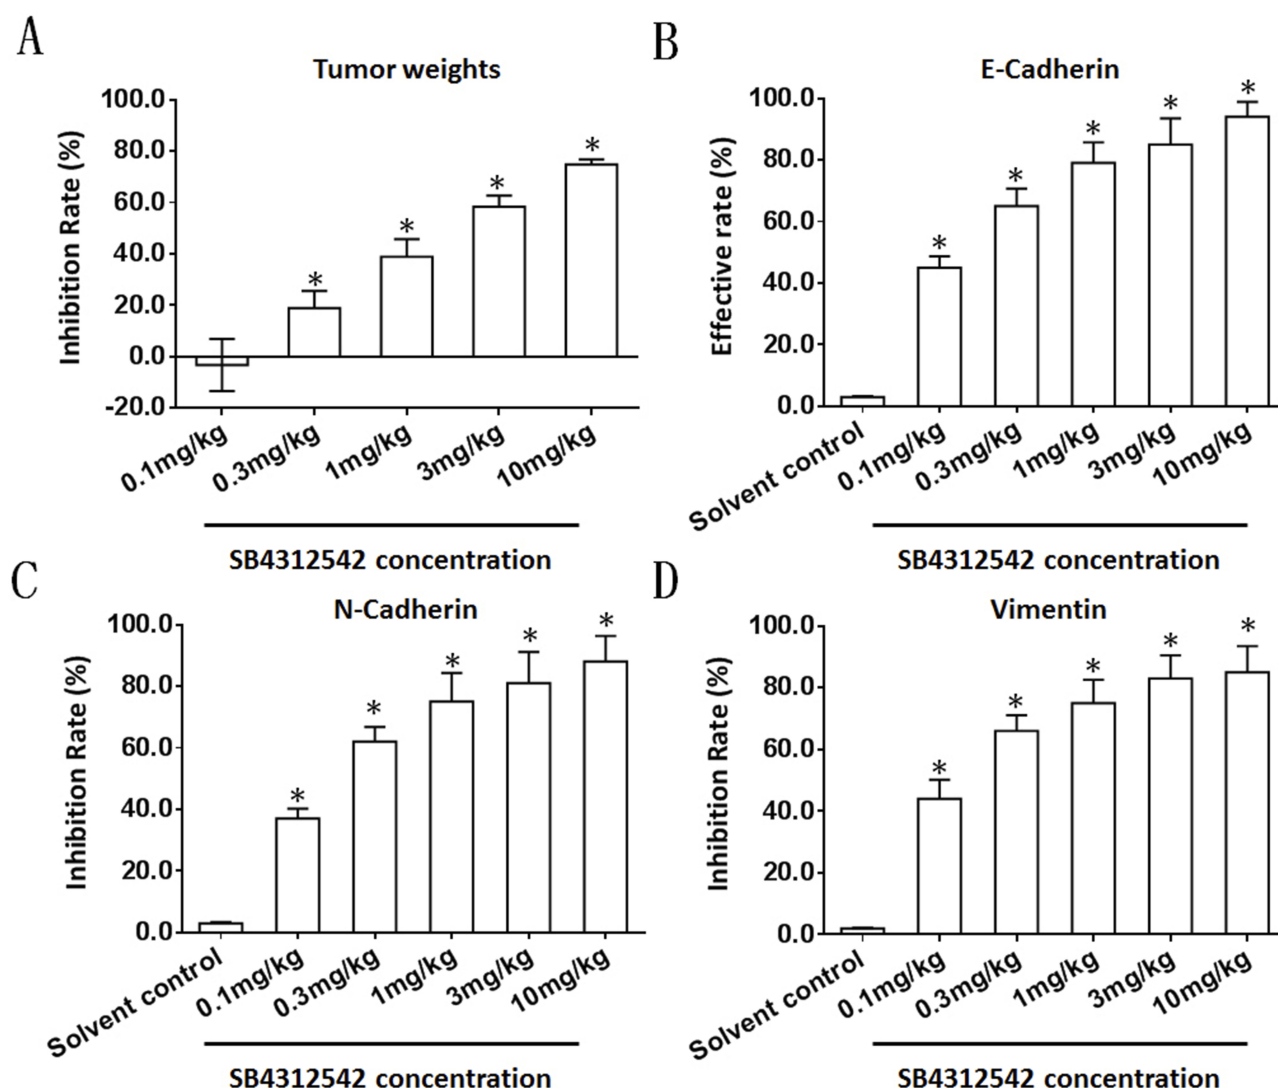 A
Tumor weights
Inhibition Rate (%)
100.0
80.0
60.0
40.0
20.0
0.0
-20.0
* * * *
0.1mg/kg 0.3mg/kg 1mg/kg 3mg/kg 10mg/kg
SB4312542 concentration
B
E-Cadherin
Effective rate (%)
100.0
80.0
60.0
40.0
20.0
0.0
* * * * *
Solvent control 0.1mg/kg 0.3mg/kg 1mg/kg 3mg/kg 10mg/kg
SB4312542 concentration
C
N-Cadherin
Inhibition Rate (%)
100.0
80.0
60.0
40.0
20.0
0.0
* * * * *
Solvent control 0.1mg/kg 0.3mg/kg 1mg/kg 3mg/kg 10mg/kg
SB4312542 concentration
D
Vimentin
Inhibition Rate (%)
100.0
80.0
60.0
40.0
20.0
0.0
* * * * *
Solvent control 0.1mg/kg 0.3mg/kg 1mg/kg 3mg/kg 10mg/kg
SB4312542 concentration